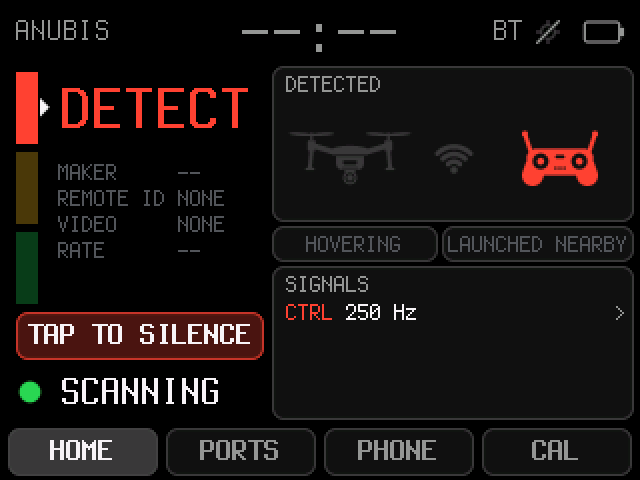 ANUBIS
--:--
BT
DETECT
MAKER --
REMOTE ID NONE
VIDEO NONE
RATE --
TAP TO SILENCE
SCANNING
DETECTED
HOVERING
LAUNCHED NEARBY
SIGNALS
CTRL 250 Hz >
HOME
PORTS
PHONE
CAL